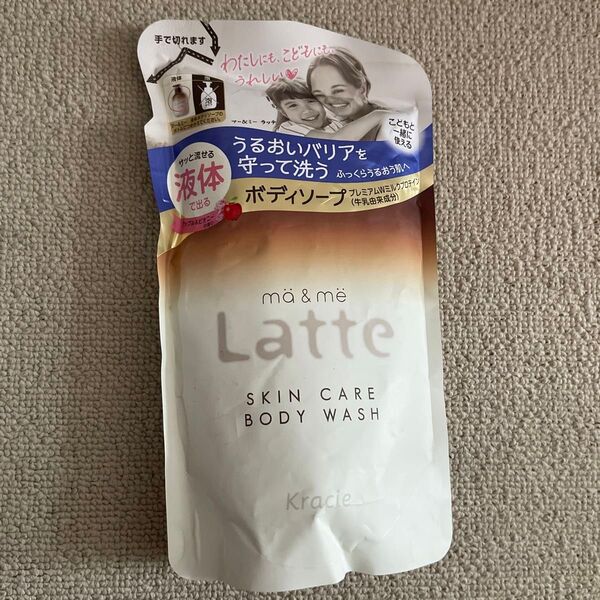 手で切れます
わたしにも、こどもにも、
うれしい
液体
マー&ミー ラッテ
こどもと
一緒に
使える
うるおいバリアを
守って洗う ふっくらうるおう肌へ
サッと流せる
液体
で出る
ボディソープ プレミアムWミルクプロテイン
(牛乳由来成分)
mä & më
Latte
SKIN CARE
BODY WASH
Kracie